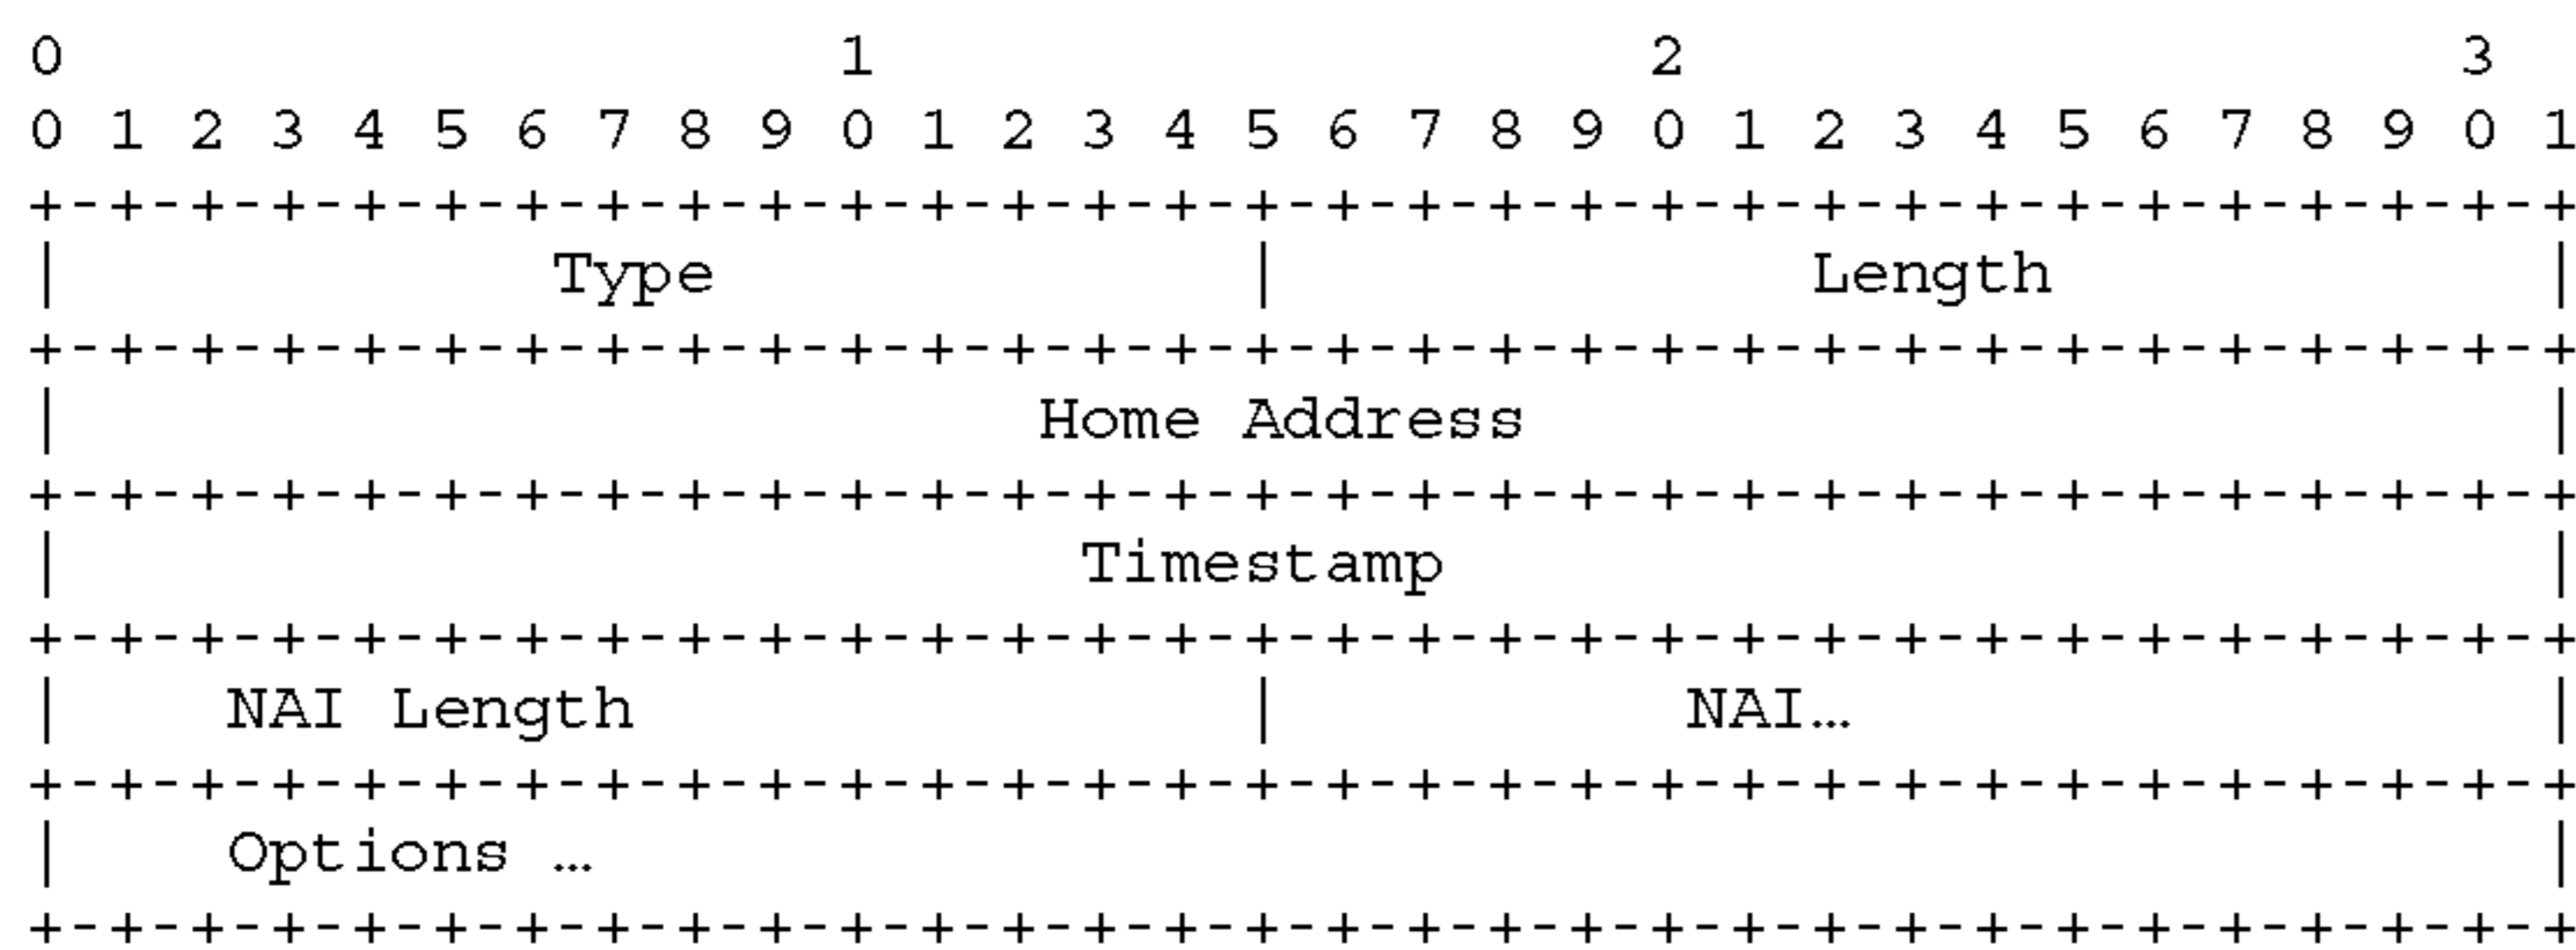 0                   1                   2                   3
0 1 2 3 4 5 6 7 8 9 0 1 2 3 4 5 6 7 8 9 0 1 2 3 4 5 6 7 8 9 0 1
+-+-+-+-+-+-+-+-+-+-+-+-+-+-+-+-+-+-+-+-+-+-+-+-+-+-+-+-+-+-+-+
|            Type             |             Length            |
+-+-+-+-+-+-+-+-+-+-+-+-+-+-+-+-+-+-+-+-+-+-+-+-+-+-+-+-+-+-+-+
|                        Home Address                         |
+-+-+-+-+-+-+-+-+-+-+-+-+-+-+-+-+-+-+-+-+-+-+-+-+-+-+-+-+-+-+-+
|                         Timestamp                           |
+-+-+-+-+-+-+-+-+-+-+-+-+-+-+-+-+-+-+-+-+-+-+-+-+-+-+-+-+-+-+-+
|    NAI Length               |          NAI…                 |
+-+-+-+-+-+-+-+-+-+-+-+-+-+-+-+-+-+-+-+-+-+-+-+-+-+-+-+-+-+-+-+
|    Options …                                                |
+-+-+-+-+-+-+-+-+-+-+-+-+-+-+-+-+-+-+-+-+-+-+-+-+-+-+-+-+-+-+-+